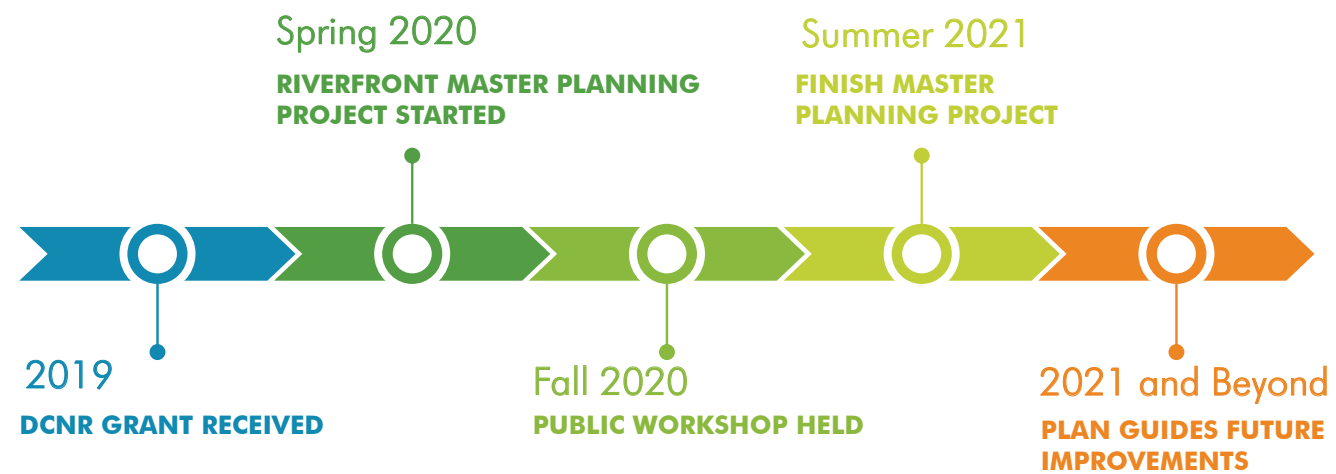 2019
DCNR GRANT RECEIVED
Spring 2020
RIVERFRONT MASTER PLANNING
PROJECT STARTED
Fall 2020
PUBLIC WORKSHOP HELD
Summer 2021
FINISH MASTER
PLANNING PROJECT
2021 and Beyond
PLAN GUIDES FUTURE
IMPROVEMENTS